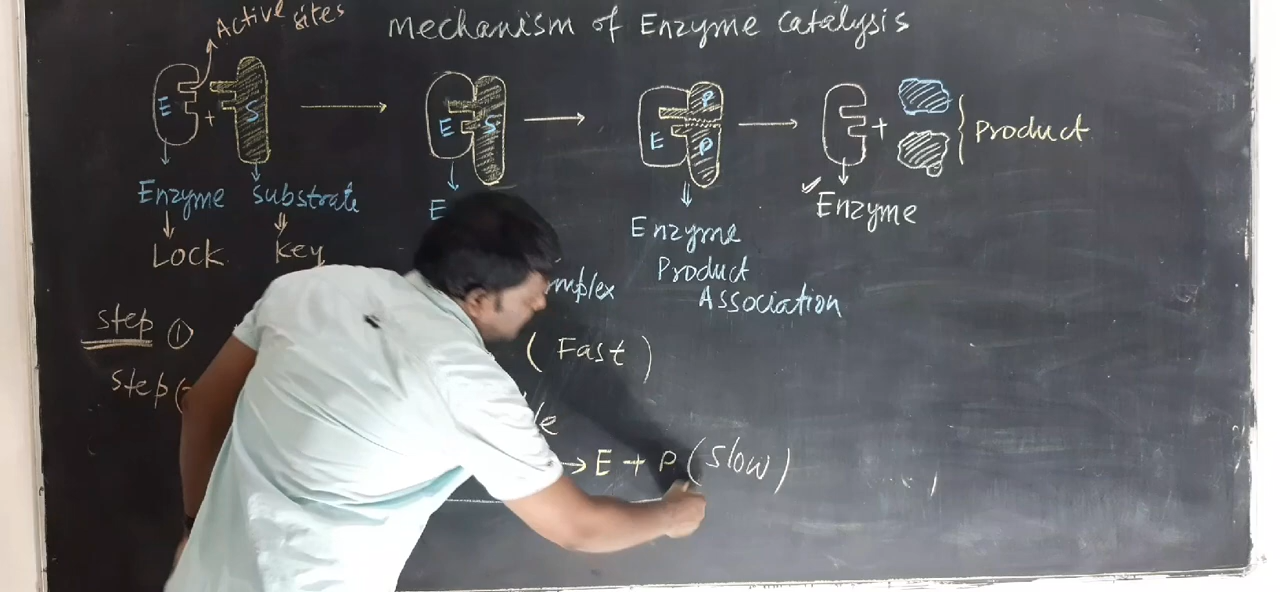 Mechanism of Enzyme Catalysis
Active sites
E + S
E S
E P P
+ } Product
Enzyme substrate
Lock Key
E
Enzyme
Product
Association
✓ Enzyme
mplex
step ①
( Fast )
step (
le
→ E + P (slow)